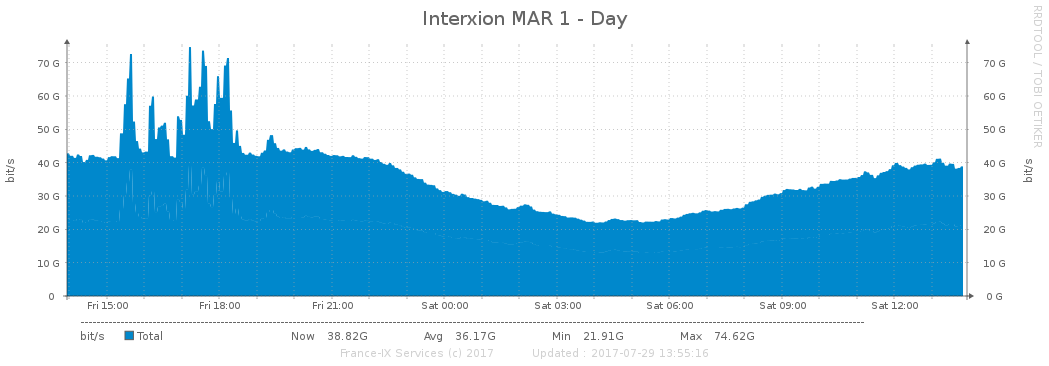 Interxion MAR 1 - Day
RRDTOOL / TOBI OETIKER
bit/s
70 G 70 G
60 G 60 G
50 G 50 G
40 G 40 G
30 G 30 G
20 G 20 G
10 G 10 G
0 0 G
bit/s
Fri 15:00 Fri 18:00 Fri 21:00 Sat 00:00 Sat 03:00 Sat 06:00 Sat 09:00 Sat 12:00
bit/s Total Now 38.82G Avg 36.17G Min 21.91G Max 74.62G
France-IX Services (c) 2017 Updated : 2017-07-29 13:55:16